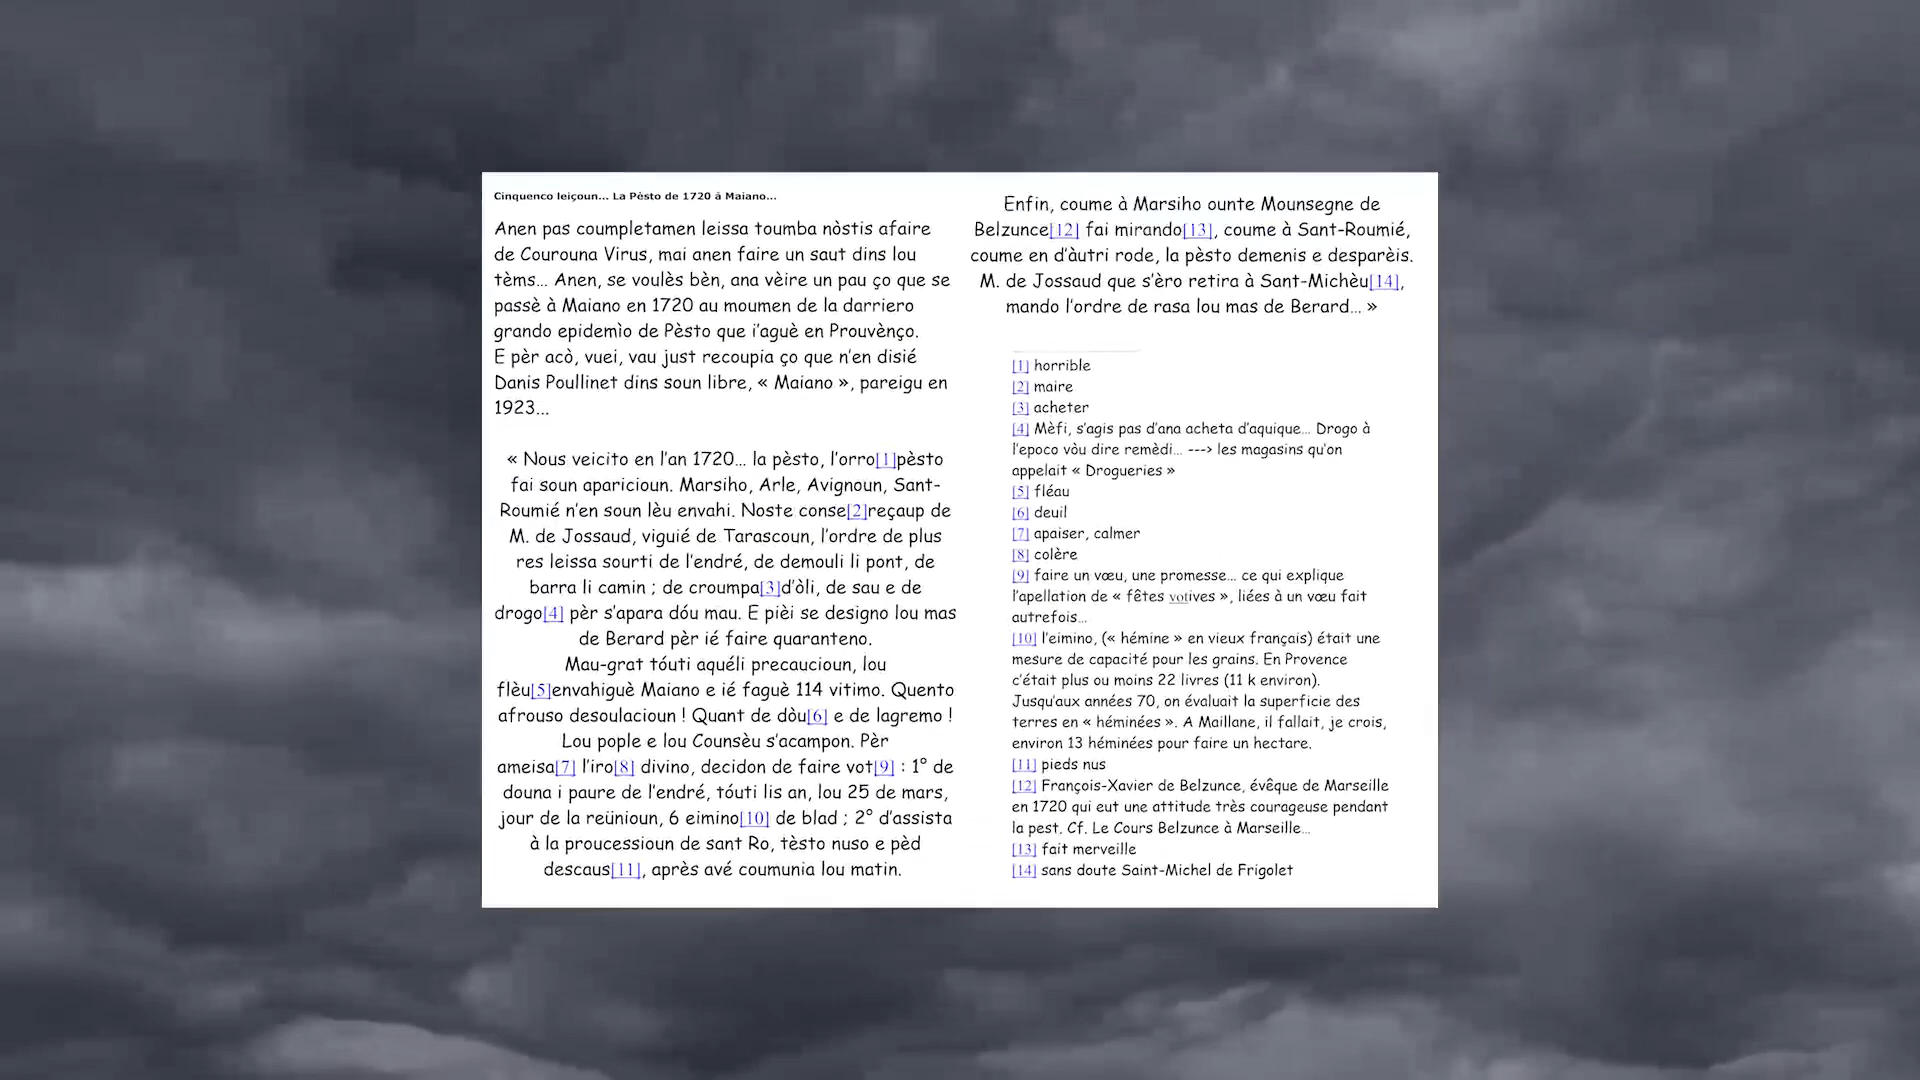 Cinquenco leiçoun... La Pèsto de 1720 à Maiano...
Anen pas coumpletamen leissa toumba nòstis afaire
de Courouna Virus, mai anen faire un saut dins lou
tèms... Anen, se voulès bèn, ana vèire un pau ço que se
passè à Maiano en 1720 au moumen de la darriero
grando epidemìo de Pèsto que i'aguè en Prouvènço.
E pèr acò, vuei, vau just recoupia ço que n'en disié
Danis Poullinet dins soun libre, « Maiano », pareigu en
1923...
« Nous veicito en l'an 1720... la pèsto, l'orro[1]pèsto
fai soun aparicioun. Marsiho, Arle, Avignoun, Sant-
Roumié n'en soun lèu envahi. Noste conse[2]reçaup de
M. de Jossaud, viguié de Tarascoun, l'ordre de plus
res leissa sourti de l'endré, de demouli li pont, de
barra li camin ; de croumpa[3]d'òli, de sau e de
drogo[4] pèr s'apara dóu mau. E pièi se designo lou mas
de Berard pèr ié faire quaranteno.
Mau-grat tóuti aquéli precaucioun, lou
flèu[5]envahiguè Maiano e ié faguè 114 vitimo. Quento
afrouso desoulacioun ! Quant de dòu[6] e de lagremo !
Lou pople e lou Counsèu s'acampon. Pèr
ameisa[7] l'iro[8] divino, decidon de faire vot[9] : 1° de
douna i paure de l'endré, tóuti lis an, lou 25 de mars,
jour de la reünioun, 6 eimino[10] de blad ; 2° d'assista
à la proucessioun de sant Ro, tèsto nuso e pèd
descaus[11], après avé coumunia lou matin.
Enfin, coume à Marsiho ounte Mounsegne de
Belzunce[12] fai mirando[13], coume à Sant-Roumié,
coume en d'àutri rode, la pèsto demenis e desparèis.
M. de Jossaud que s'èro retira à Sant-Michèu[14],
mando l'ordre de rasa lou mas de Berard... »
[1] horrible
[2] maire
[3] acheter
[4] Mèfi, s'agis pas d'ana acheta d'aquique... Drogo à
l'epoco vòu dire remèdi... ---> les magasins qu'on
appelait « Drogueries »
[5] fléau
[6] deuil
[7] apaiser, calmer
[8] colère
[9] faire un vœu, une promesse... ce qui explique
l'apellation de « fêtes votives », liées à un vœu fait
autrefois...
[10] l'eimino, (« hémine » en vieux français) était une
mesure de capacité pour les grains. En Provence
c'était plus ou moins 22 livres (11 k environ).
Jusqu'aux années 70, on évaluait la superficie des
terres en « héminées ». A Maillane, il fallait, je crois,
environ 13 héminées pour faire un hectare.
[11] pieds nus
[12] François-Xavier de Belzunce, évêque de Marseille
en 1720 qui eut une attitude très courageuse pendant
la pest. Cf. Le Cours Belzunce à Marseille...
[13] fait merveille
[14] sans doute Saint-Michel de Frigolet